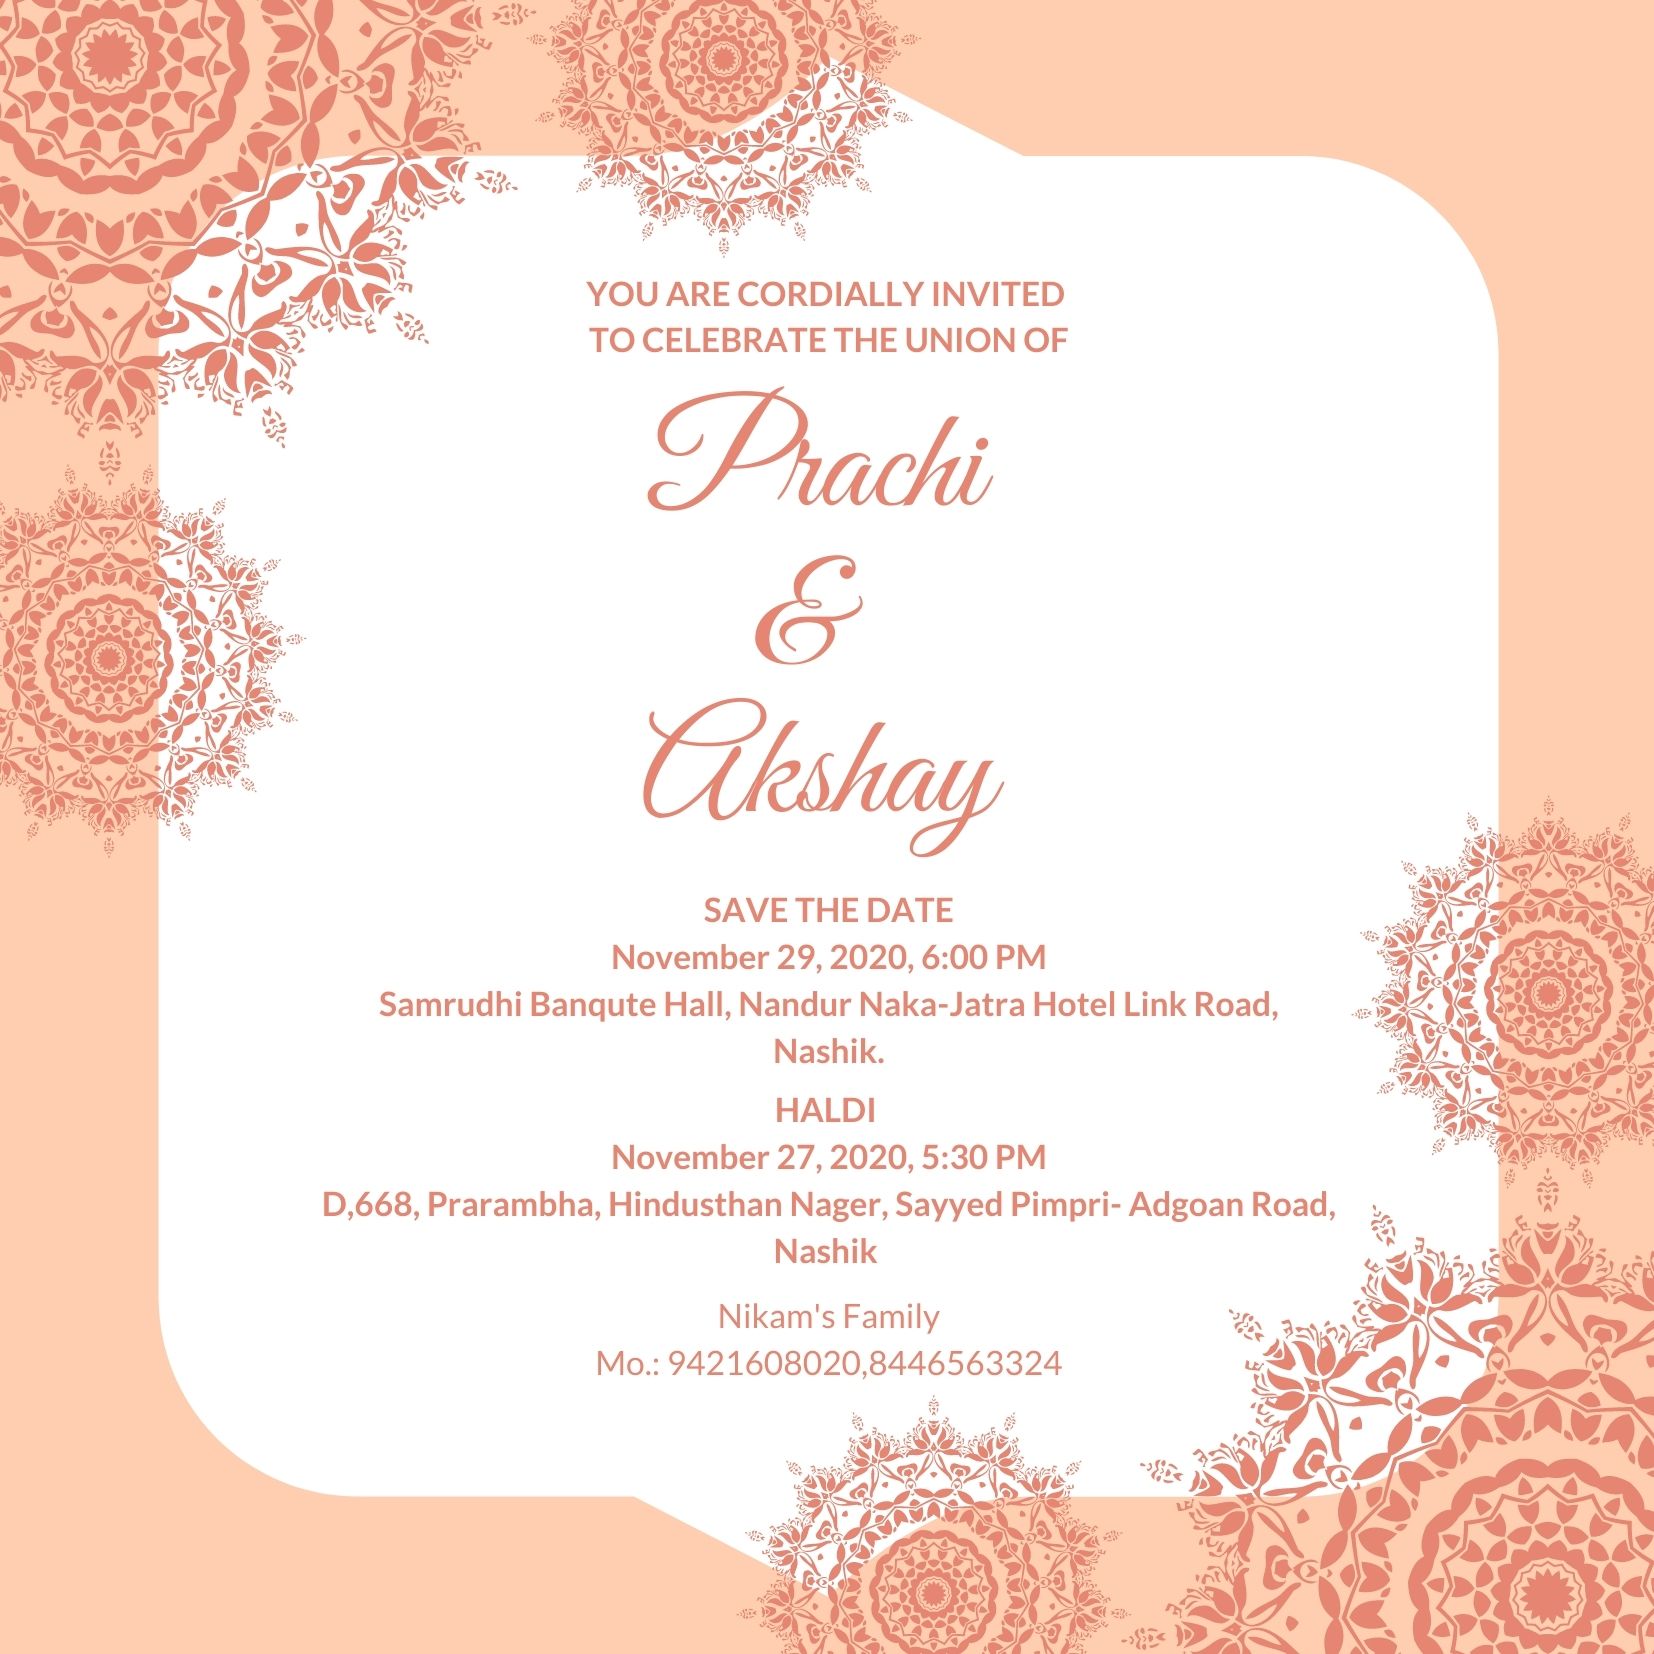 YOU ARE CORDIALLY INVITED
TO CELEBRATE THE UNION OF
Prachi
&
Akshay
SAVE THE DATE
November 29, 2020, 6:00 PM
Samrudhi Banqute Hall, Nandur Naka-Jatra Hotel Link Road,
Nashik.
HALDI
November 27, 2020, 5:30 PM
D,668, Prarambha, Hindusthan Nager, Sayyed Pimpri- Adgoan Road,
Nashik
Nikam's Family
Mo.: 9421608020,8446563324